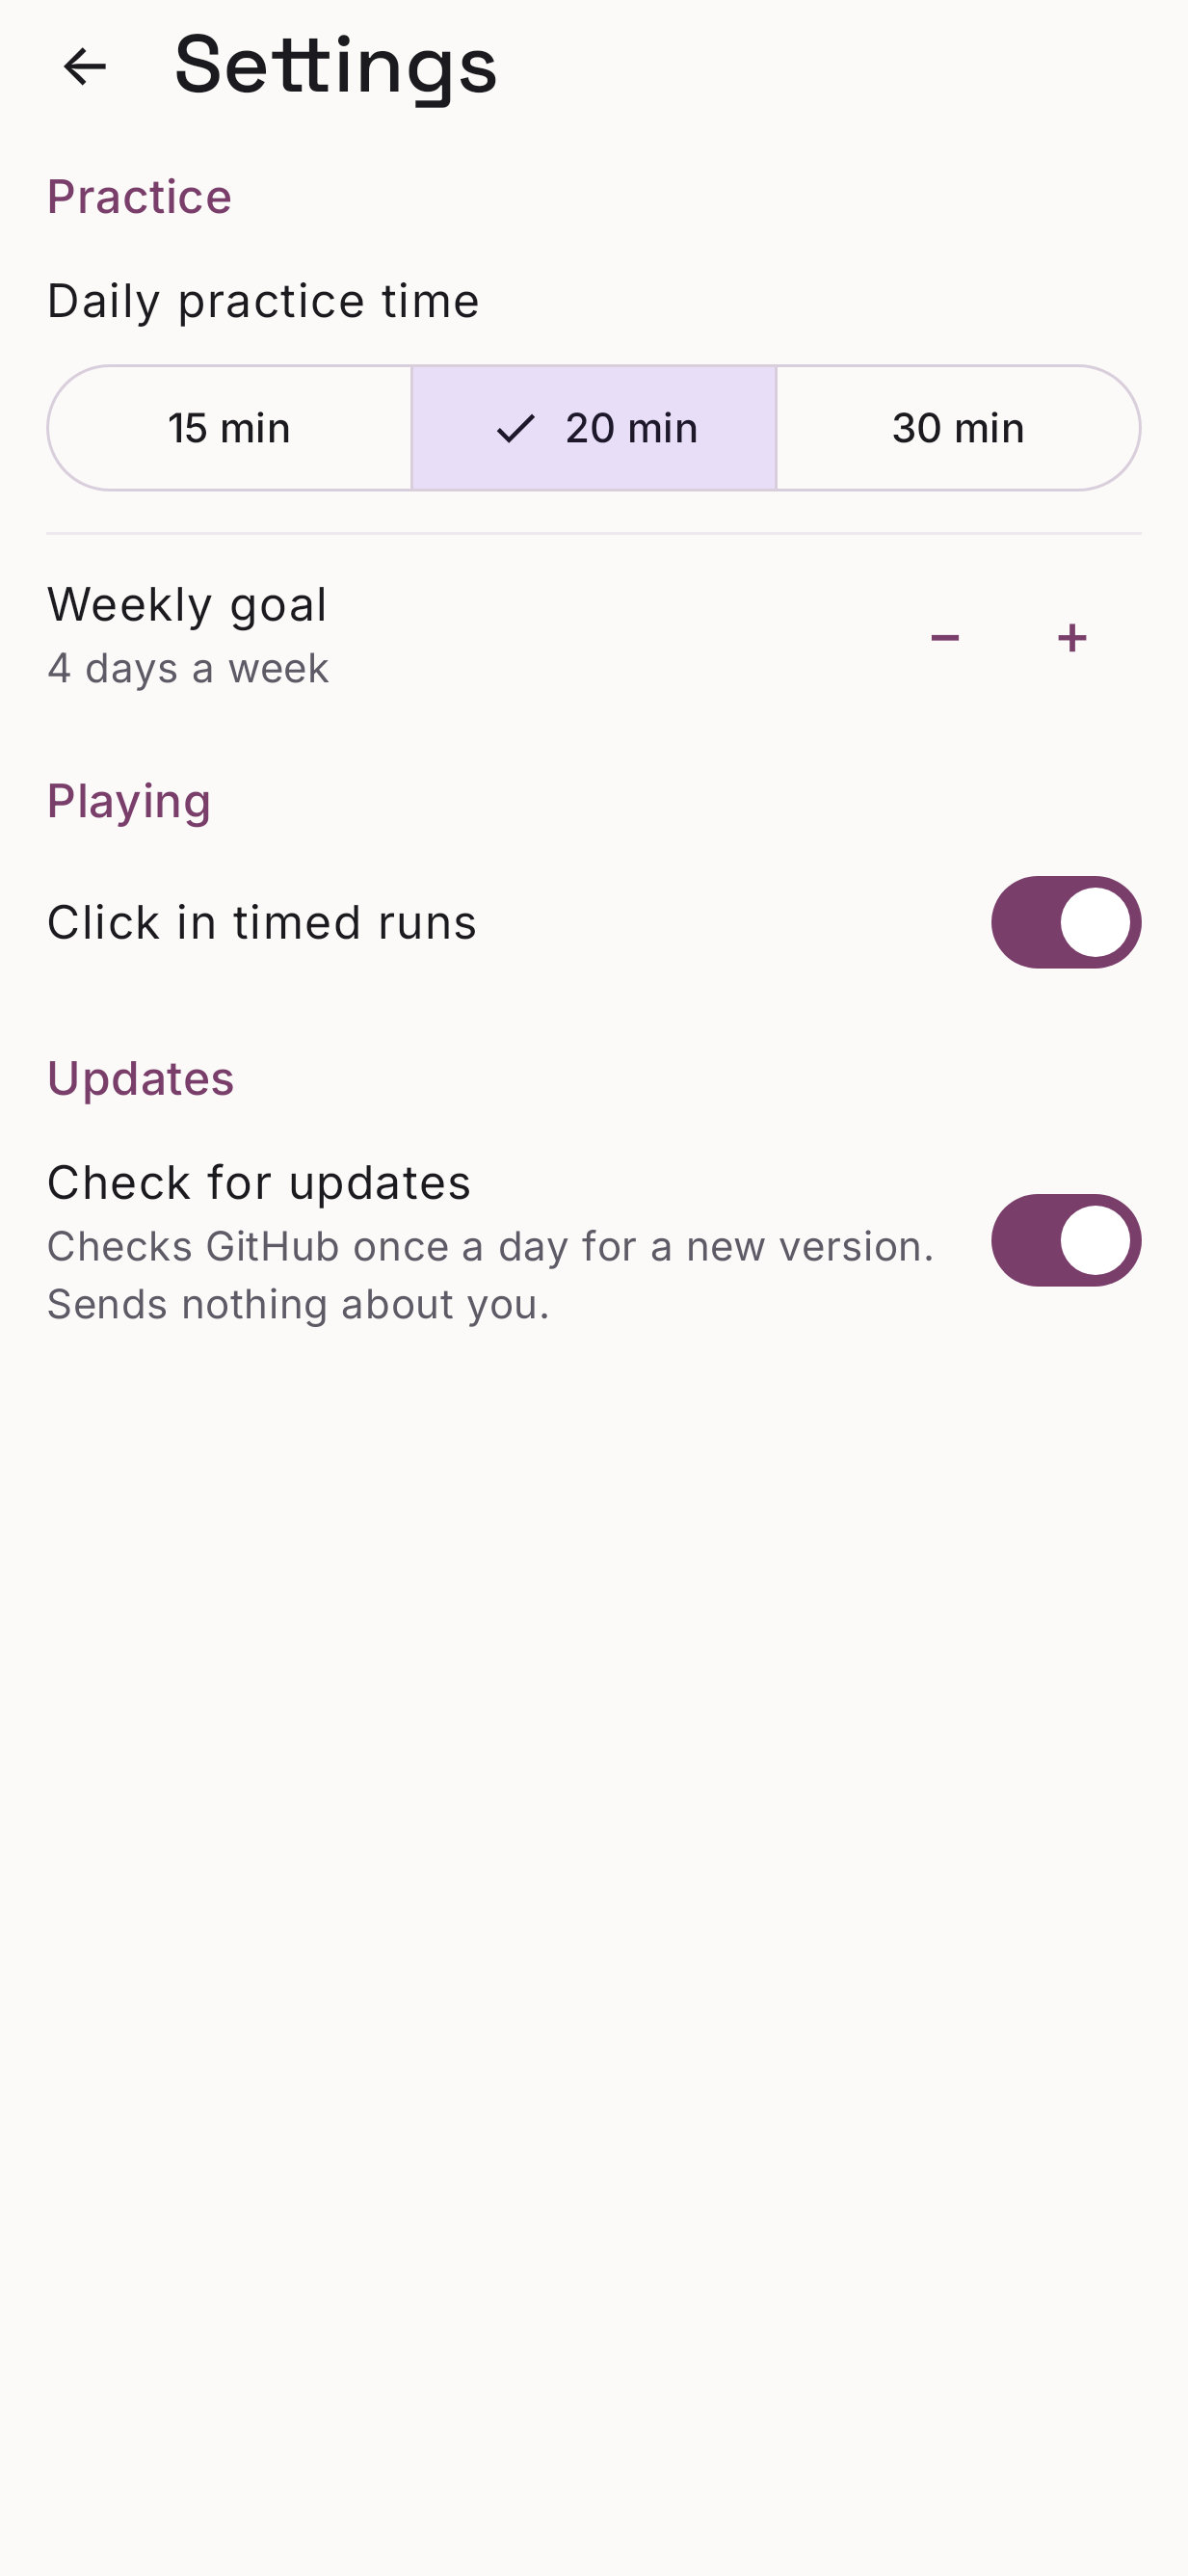 Settings
Practice
Daily practice time
15 min
20 min
30 min
Weekly goal
4 days a week
Playing
Click in timed runs
Updates
Check for updates
Checks GitHub once a day for a new version.
Sends nothing about you.